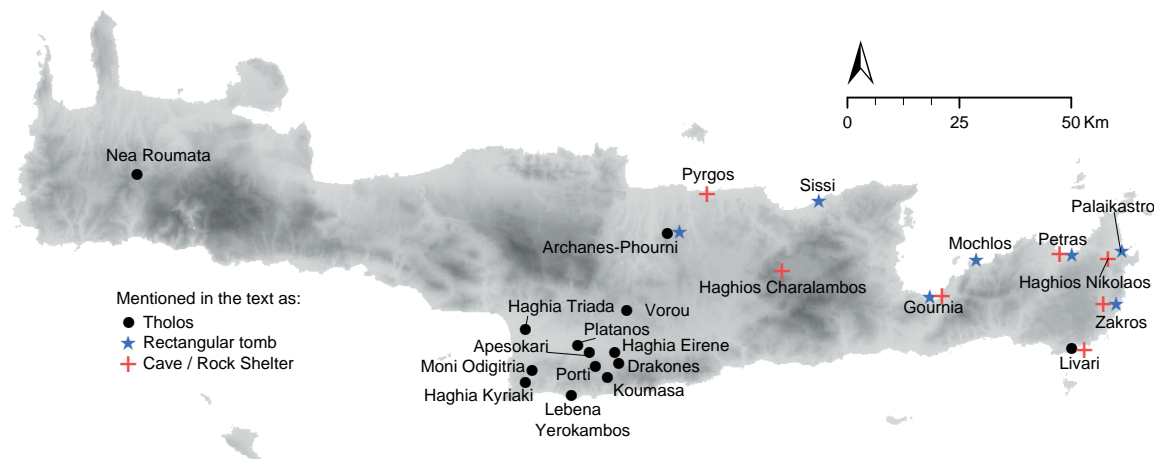 0 25 50 Km
Nea Roumata
Pyrgos
Sissi
Palaikastro
Archanes-Phourni
Mochlos
Petras
Haghios Charalambos
Haghios Nikolaos
Gournia
Zakros
Livari
Mentioned in the text as:
Tholos
Rectangular tomb
Cave / Rock Shelter
Haghia Triada
Vorou
Platanos
Apesokari
Haghia Eirene
Moni Odigitria
Porti
Drakones
Haghia Kyriaki
Koumasa
Lebena
Yerokambos